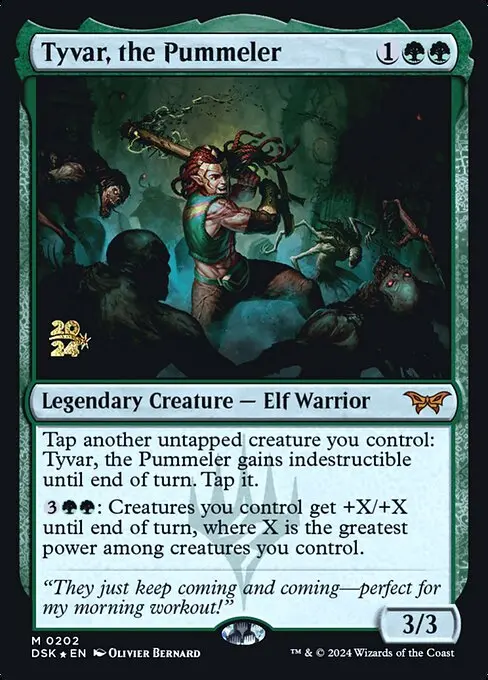 Tyvar, the Pummeler 1
20
24
Legendary Creature — Elf Warrior
Tap another untapped creature you control:
Tyvar, the Pummeler gains indestructible
until end of turn. Tap it.
3: Creatures you control get +X/+X
until end of turn, where X is the greatest
power among creatures you control.
“They just keep coming and coming—perfect for
my morning workout!”
3/3
M 0202
DSK ★ EN OLIVIER BERNARD
™ & © 2024 Wizards of the Coast